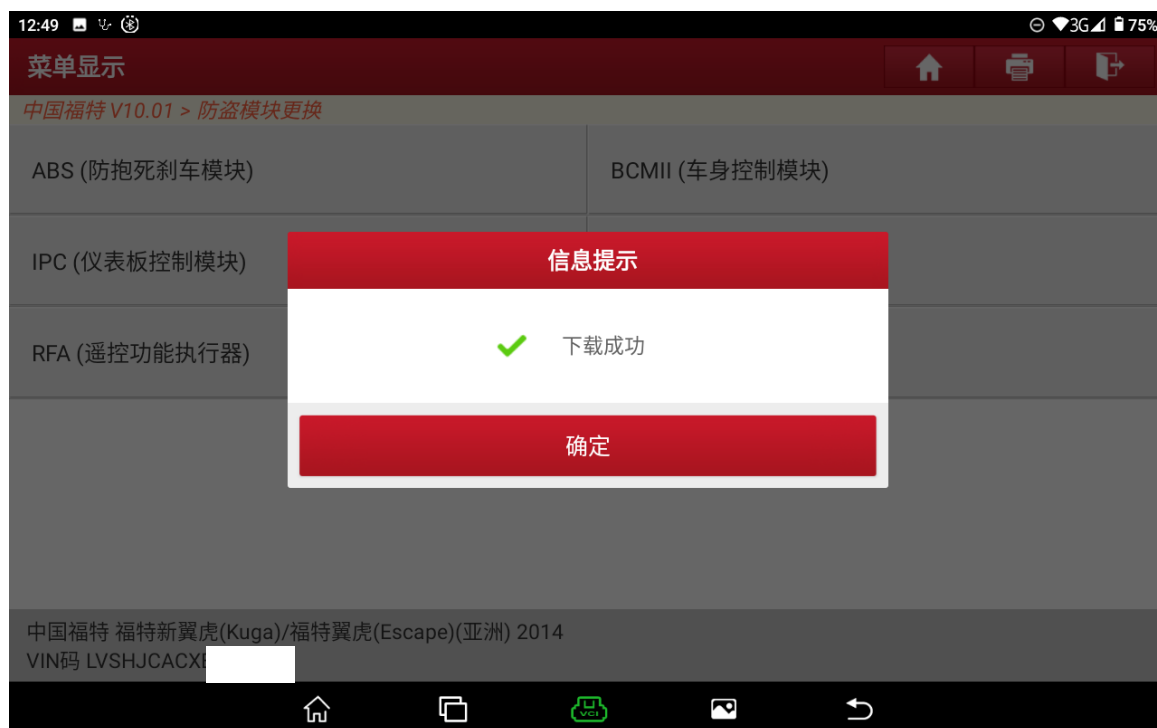 12:49
3G 75%
菜单显示
中国福特 V10.01 > 防盗模块更换
ABS (防抱死刹车模块)
BCMII (车身控制模块)
IPC (仪表板控制模块)
信息提示
RFA (遥控功能执行器)
下载成功
确定
中国福特 福特新翼虎(Kuga)/福特翼虎(Escape)(亚洲) 2014
VIN码 LVSHJCACX
VCI